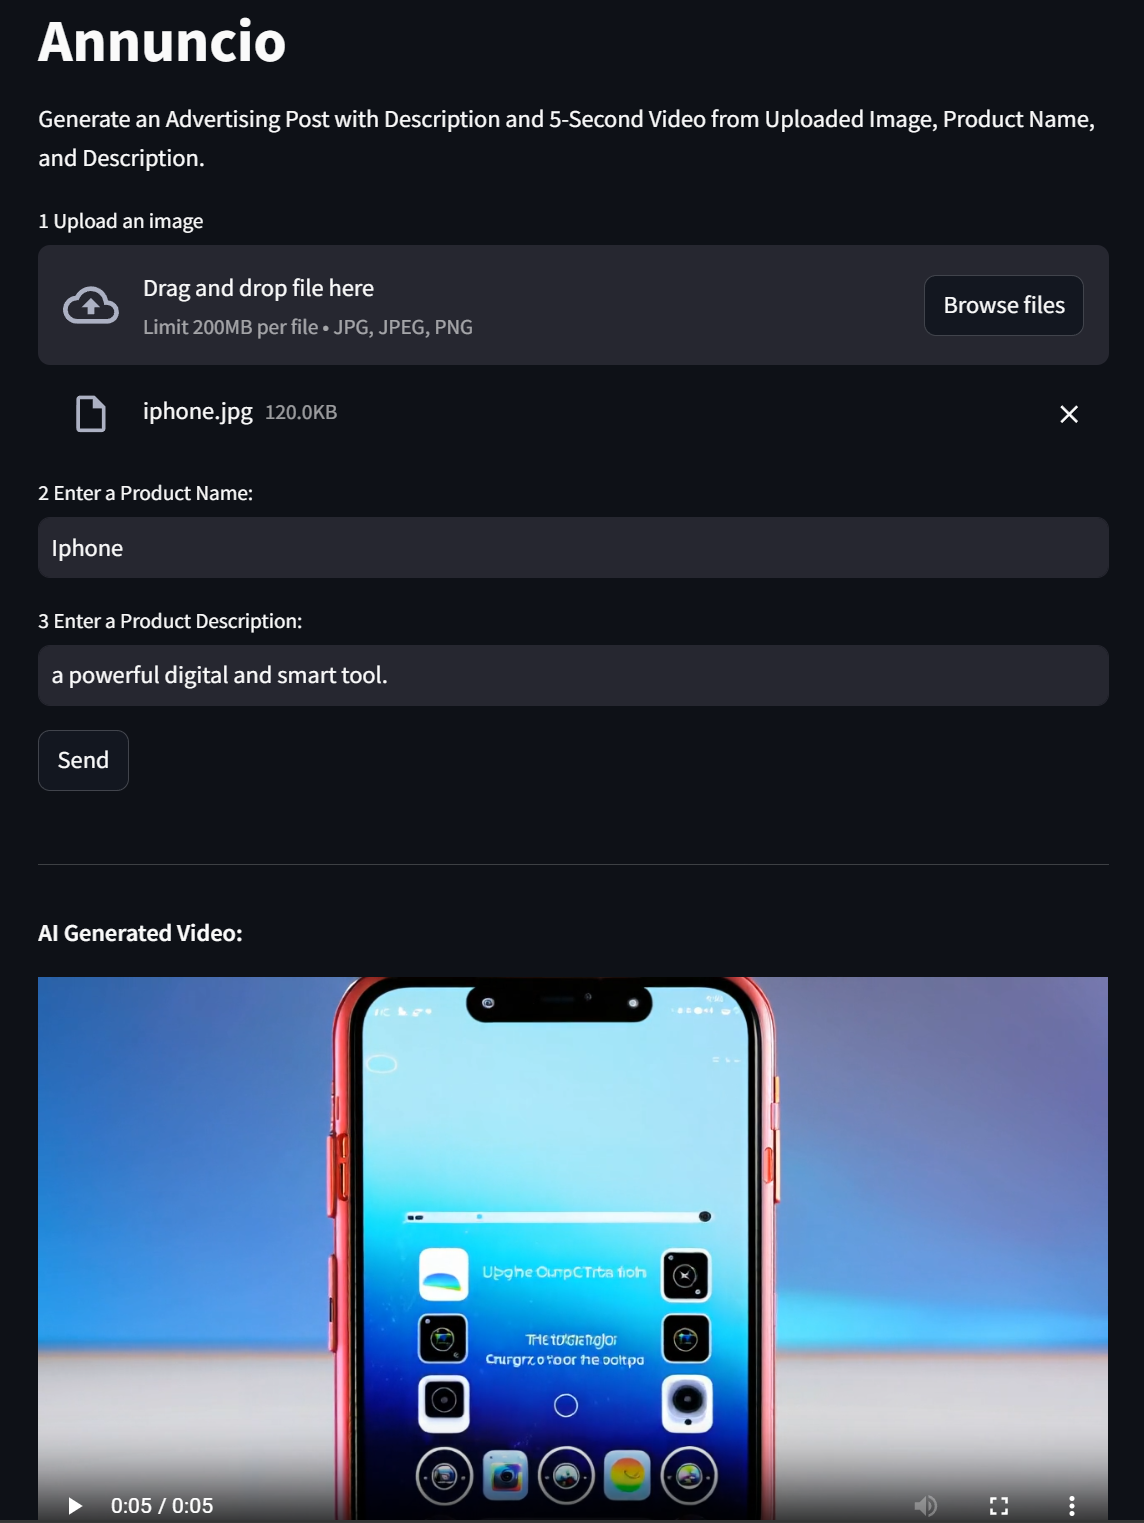 Annuncio
Generate an Advertising Post with Description and 5-Second Video from Uploaded Image, Product Name,
and Description.
1 Upload an image
Drag and drop file here
Limit 200MB per file • JPG, JPEG, PNG
Browse files
iphone.jpg 120.0KB
2 Enter a Product Name:
Iphone
3 Enter a Product Description:
a powerful digital and smart tool.
Send
AI Generated Video:
0:05 / 0:05